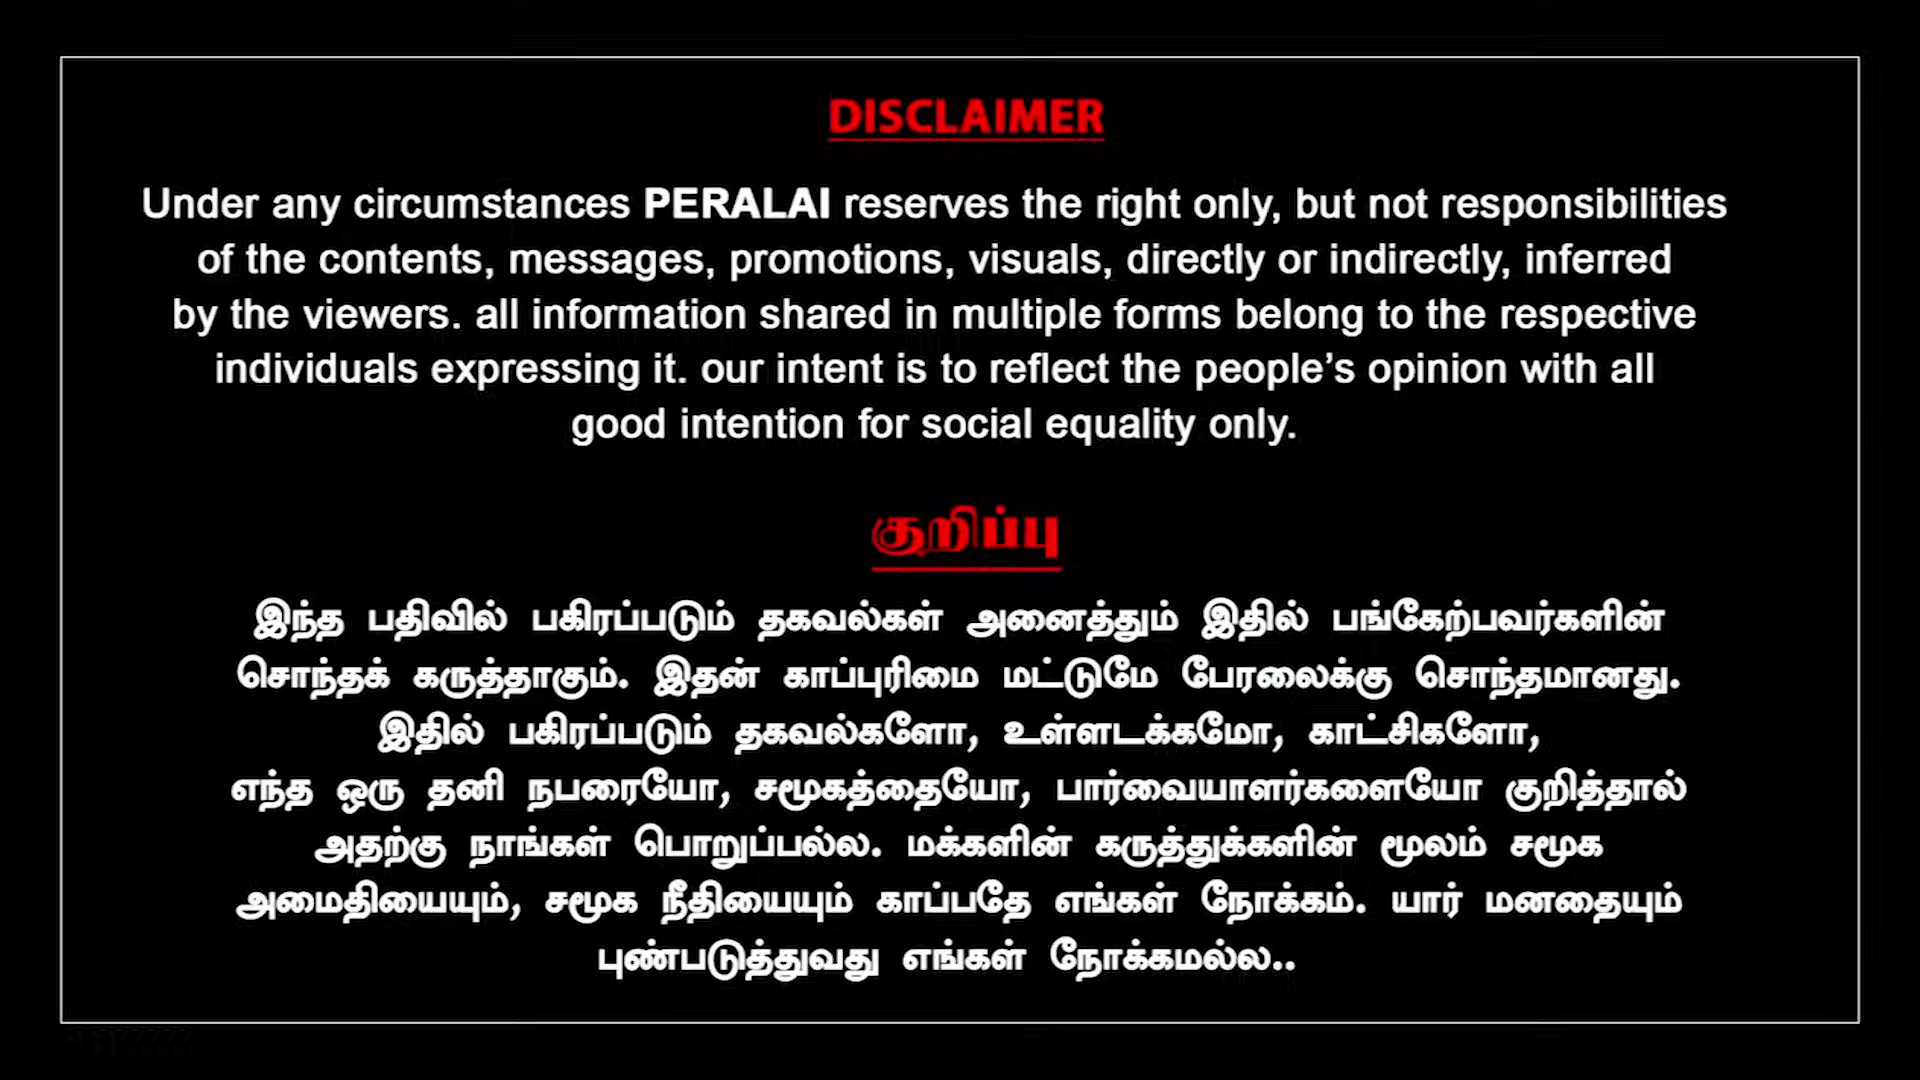 DISCLAIMER
Under any circumstances PERALAI reserves the right only, but not responsibilities
of the contents, messages, promotions, visuals, directly or indirectly, inferred
by the viewers. all information shared in multiple forms belong to the respective
individuals expressing it. our intent is to reflect the people’s opinion with all
good intention for social equality only.
குறிப்பு
இந்த பதிவில் பகிரப்படும் தகவல்கள் அனைத்தும் இதில் பங்கேற்பவர்களின்
சொந்தக் கருத்தாகும். இதன் காப்புரிமை மட்டுமே பேரலைக்கு சொந்தமானது.
இதில் பகிரப்படும் தகவல்களோ, உள்ளடக்கமோ, காட்சிகளோ,
எந்த ஒரு தனி நபரையோ, சமூகத்தையோ, பார்வையாளர்களையோ குறித்தால்
அதற்கு நாங்கள் பொறுப்பல்ல. மக்களின் கருத்துக்களின் மூலம் சமூக
அமைதியையும், சமூக நீதியையும் காப்பதே எங்கள் நோக்கம். யார் மனதையும்
புண்படுத்துவது எங்கள் நோக்கமல்ல..